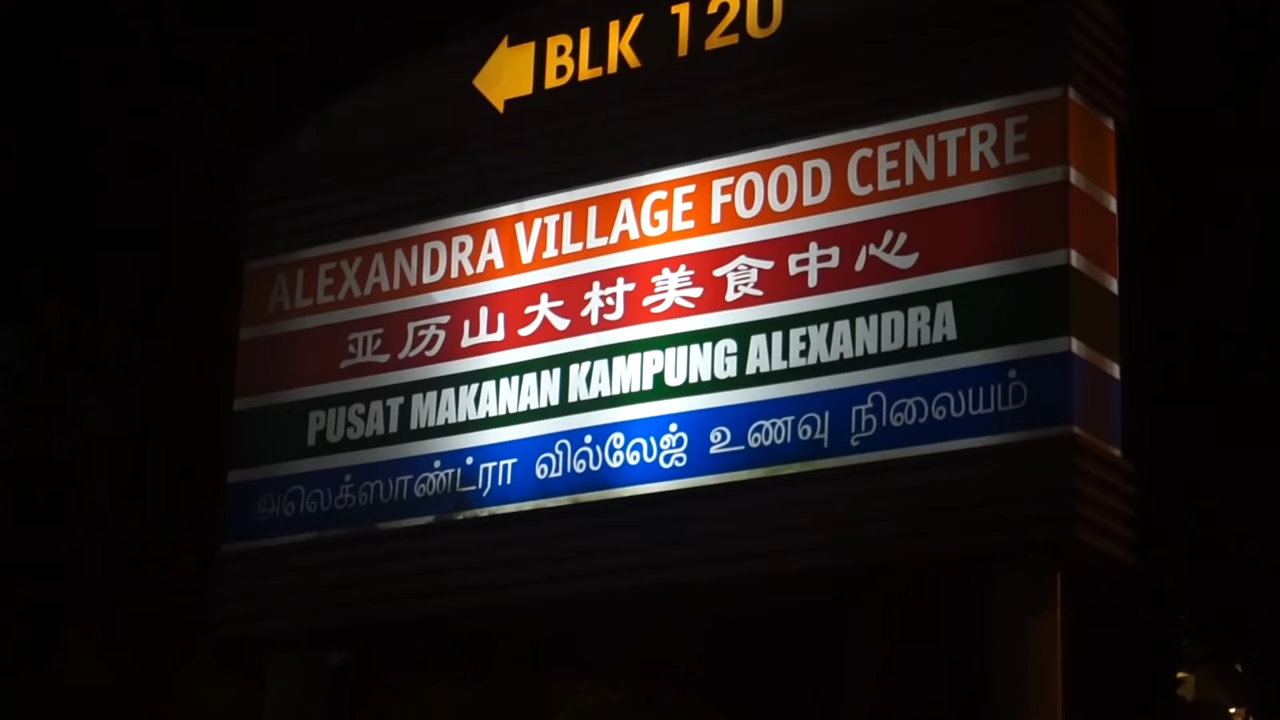 BLK 120
ALEXANDRA VILLAGE FOOD CENTRE
亚历山大村美食中心
PUSAT MAKANAN KAMPUNG ALEXANDRA
அலெக்ஸாண்ட்ரா வில்லேஜ் உணவு நிலையம்